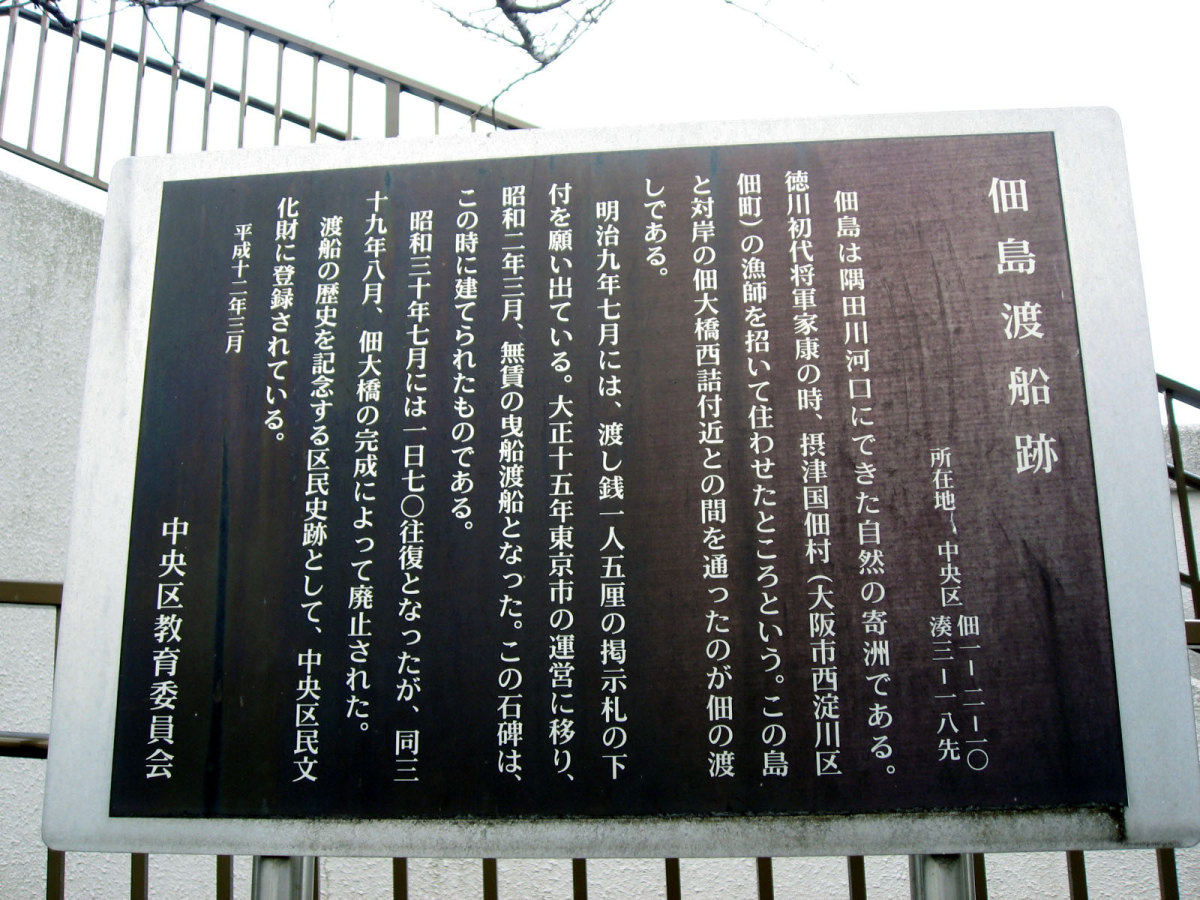 佃島渡船跡
所在地 中央区 佃一ー二ー一〇
湊三ー一八先
佃島は隅田川河口にできた自然の寄洲である。
徳川初代将軍家康の時、摂津国佃村（大阪市西淀川区
佃町）の漁師を招いて住わせたところという。この島
と対岸の佃大橋西詰付近との間を通ったのが佃の渡
しである。
明治九年七月には、渡し銭一人五厘の掲示札の下
付を願い出ている。大正十五年東京市の運営に移り、
昭和二年三月、無賃の曳船渡船となった。この石碑は、
この時に建てられたものである。
昭和三十年七月には一日七〇往復となったが、同三
十九年八月、佃大橋の完成によって廃止された。
渡船の歴史を記念する区民史跡として、中央区民文
化財に登録されている。
平成十二年三月
中央区教育委員会